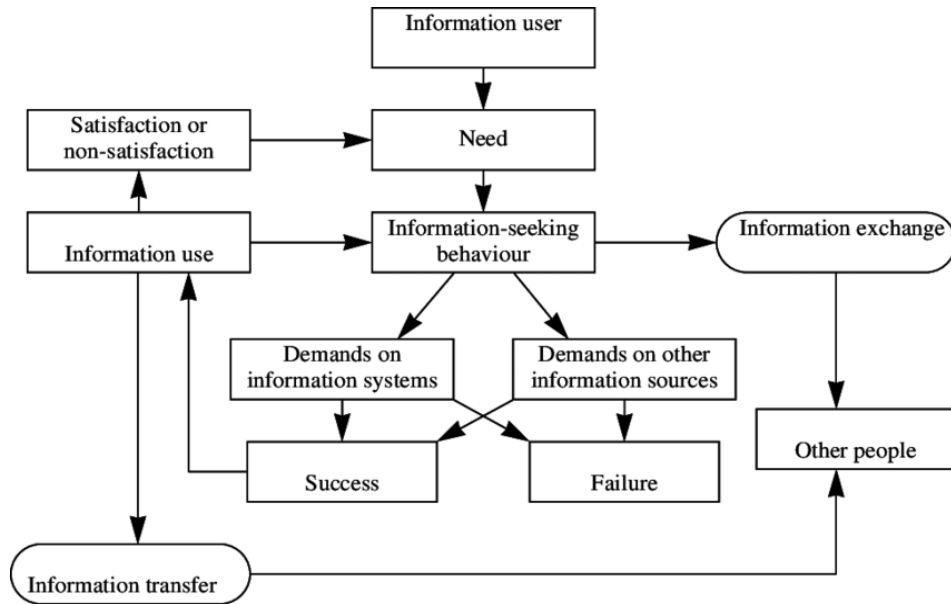 Information user
Satisfaction or
non-satisfaction
Need
Information use
Information-seeking
behaviour
Information exchange
Demands on
information systems
Demands on other
information sources
Success
Failure
Other people
Information transfer